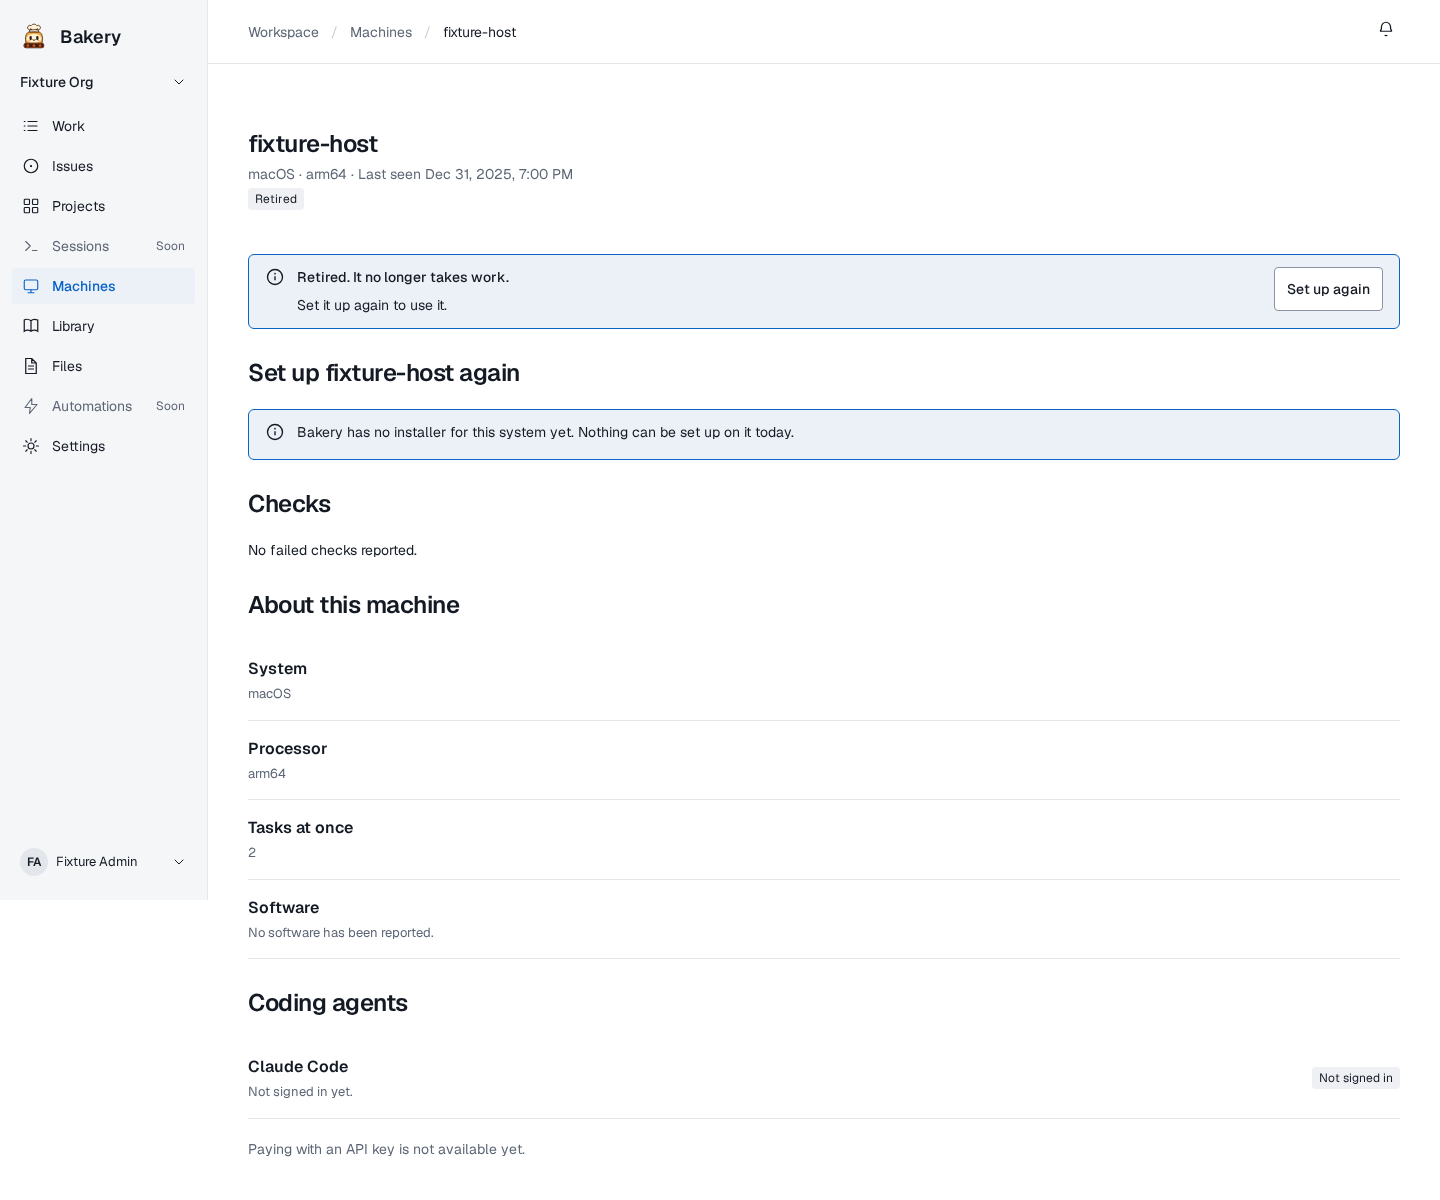 Bakery
Fixture Org
Work
Issues
Projects
Sessions Soon
Machines
Library
Files
Automations Soon
Settings
FA Fixture Admin
Workspace / Machines / fixture-host
fixture-host
macOS · arm64 · Last seen Dec 31, 2025, 7:00 PM
Retired
Retired. It no longer takes work.
Set it up again to use it.
Set up again
Set up fixture-host again
Bakery has no installer for this system yet. Nothing can be set up on it today.
Checks
No failed checks reported.
About this machine
System
macOS
Processor
arm64
Tasks at once
2
Software
No software has been reported.
Coding agents
Claude Code
Not signed in yet.
Not signed in
Paying with an API key is not available yet.